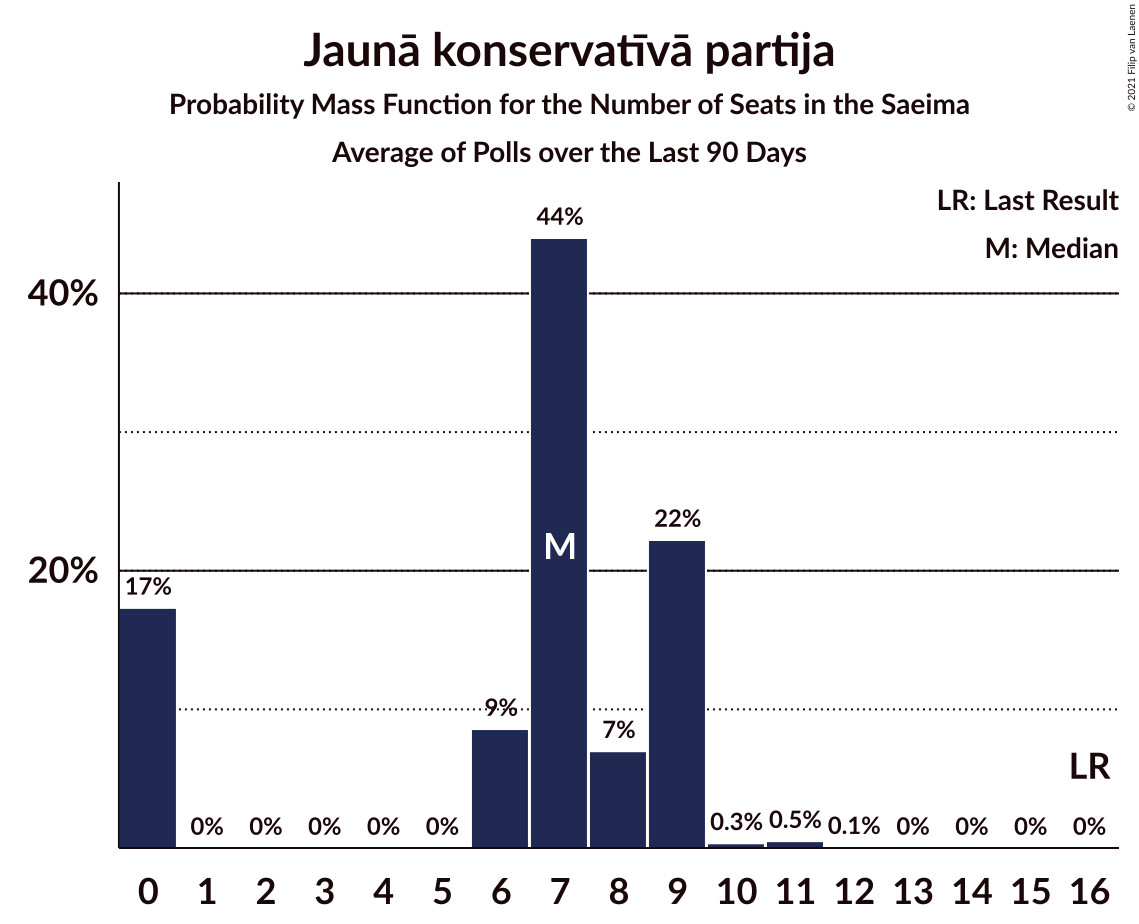 Jaunā konservatīvā partija
Probability Mass Function for the Number of Seats in the Saeima
Average of Polls over the Last 90 Days
© 2021 Filip van Laenen
LR: Last Result
M: Median
44%
40%
22%
M
20%
17%
9%
7%
LR
0% 0% 0% 0% 0% 0.3% 0.5% 0.1% 0% 0% 0% 0%
0 1 2 3 4 5 6 7 8 9 10 11 12 13 14 15 16